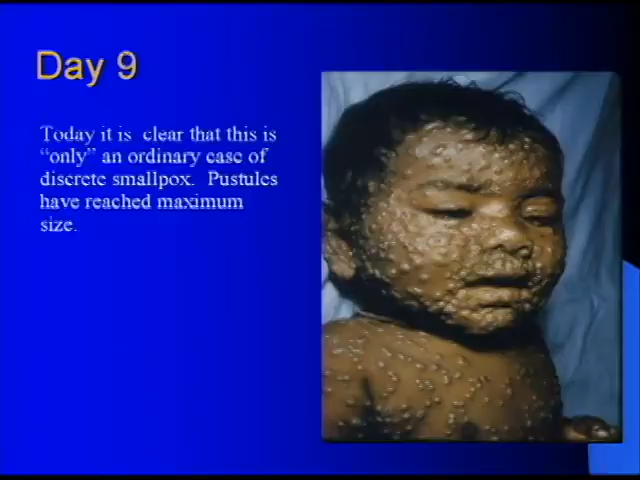 Day 9
Today it is clear that this is
“only” an ordinary case of
discrete smallpox. Pustules
have reached maximum
size.